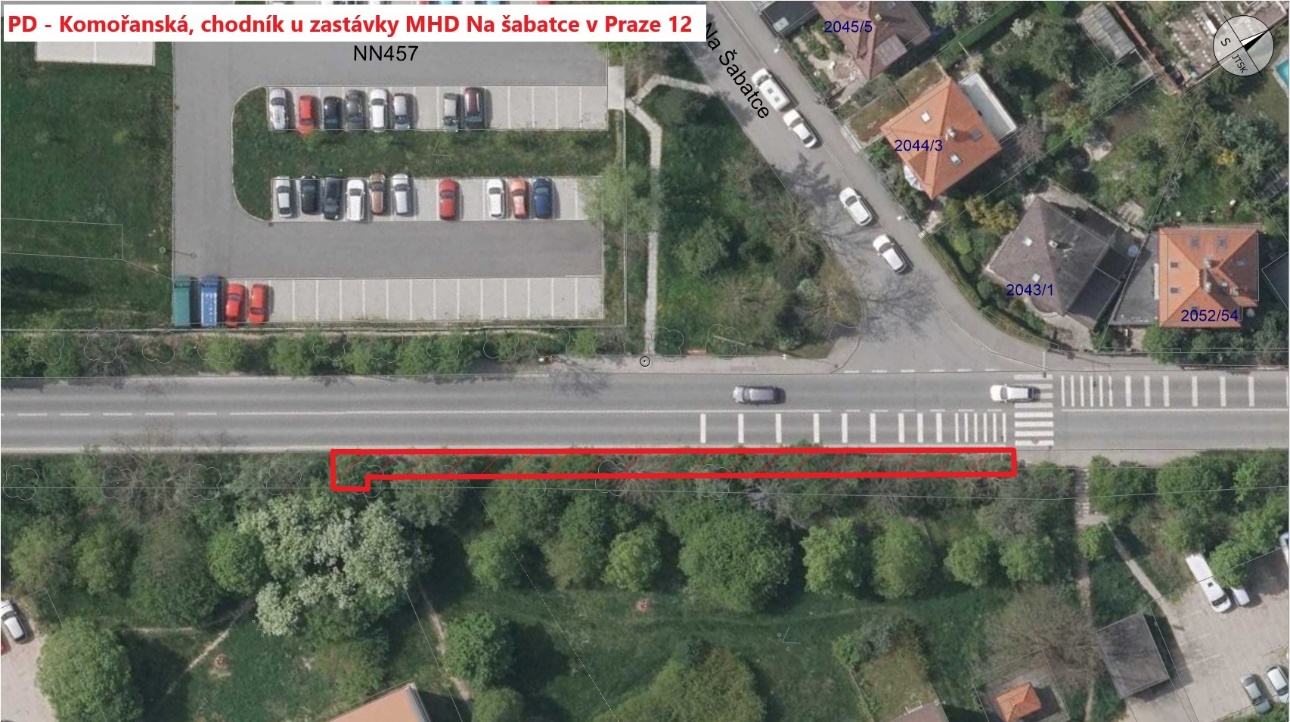 PD - Komořanská, chodník u zastávky MHD Na šabatce v Praze 12
NN457
Na Šabatce
2045/5
2044/3
2043/1
2052/54
S
JTSK